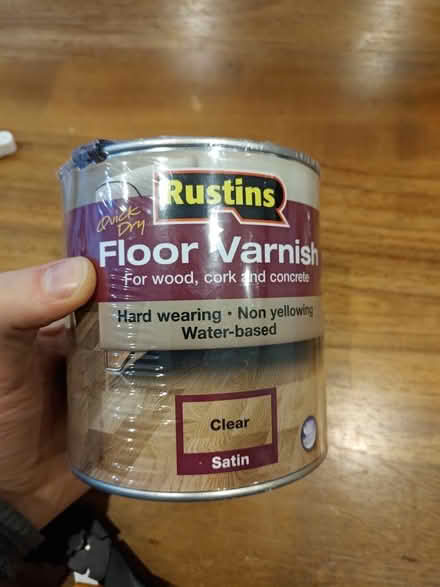 Rustins
Quick
Dry
Floor Varnish
For wood, cork and concrete
Hard wearing • Non yellowing
Water-based
Clear
Satin